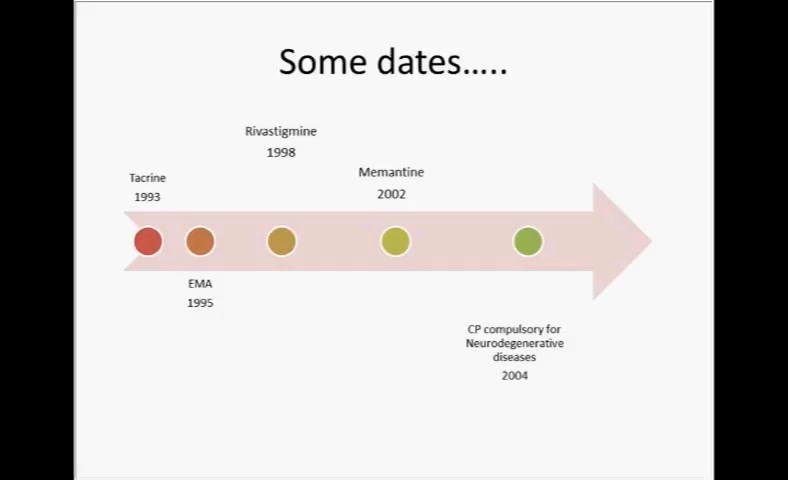 Some dates.....
Rivastigmine
1998
Memantine
2002
Tacrine
1993
EMA
1995
CP compulsory for
Neurodegenerative
diseases
2004